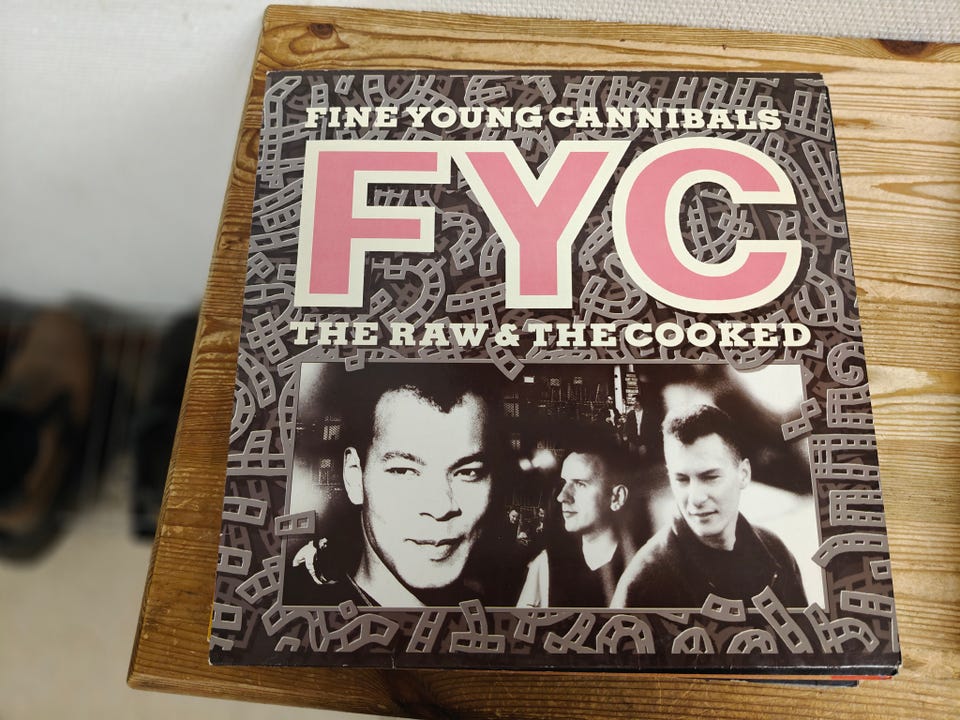 FINE YOUNG CANNIBALS
FYC
THE RAW & THE COOKED